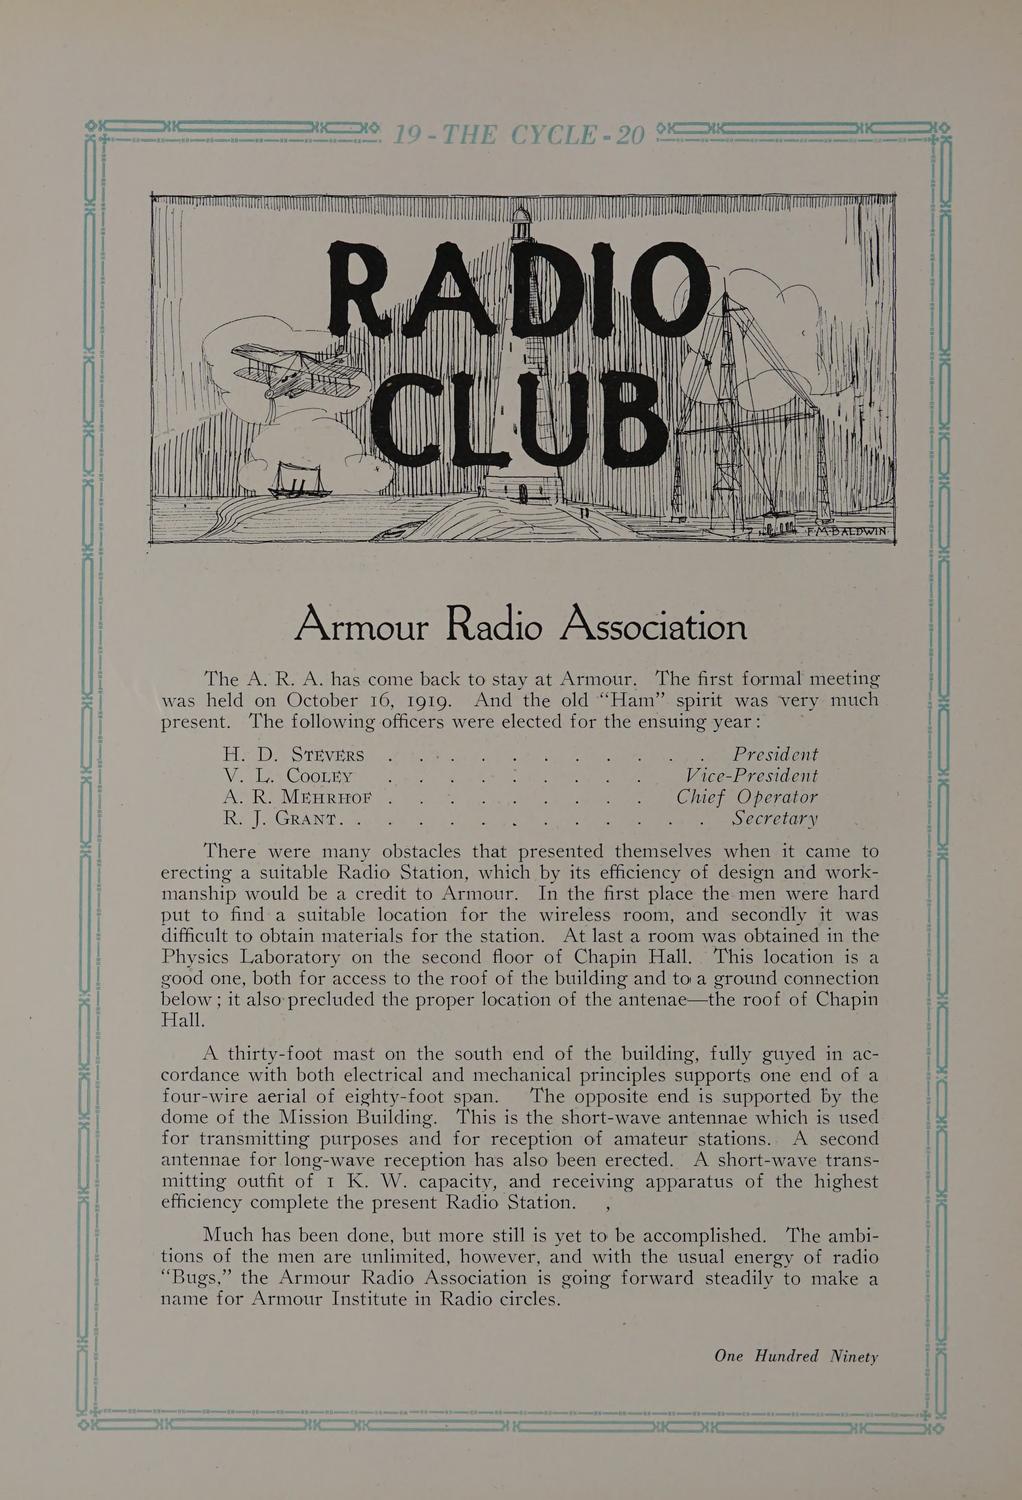 19-THE CYCLE-20
RADIO
CLUB
F.M.BALDWIN
Armour Radio Association
The A. R. A. has come back to stay at Armour. The first formal meeting
was held on October 16, 1919. And the old “Ham” spirit was very much
present. The following officers were elected for the ensuing year:
H. D. STEVERS . . . . . . . . . . . President
V. L. COOLEY . . . . . . . . . Vice-President
A. R. MEHRHOF . . . . . . . . . Chief Operator
R. J. GRANT. . . . . . . . . . . . Secretary
There were many obstacles that presented themselves when it came to
erecting a suitable Radio Station, which by its efficiency of design and work-
manship would be a credit to Armour. In the first place the men were hard
put to find a suitable location for the wireless room, and secondly it was
difficult to obtain materials for the station. At last a room was obtained in the
Physics Laboratory on the second floor of Chapin Hall. This location is a
good one, both for access to the roof of the building and to a ground connection
below; it also precluded the proper location of the antenae—the roof of Chapin
Hall.
A thirty-foot mast on the south end of the building, fully guyed in ac-
cordance with both electrical and mechanical principles supports one end of a
four-wire aerial of eighty-foot span. The opposite end is supported by the
dome of the Mission Building. This is the short-wave antennae which is used
for transmitting purposes and for reception of amateur stations. A second
antennae for long-wave reception has also been erected. A short-wave trans-
mitting outfit of 1 K. W. capacity, and receiving apparatus of the highest
efficiency complete the present Radio Station.
Much has been done, but more still is yet to be accomplished. The ambi-
tions of the men are unlimited, however, and with the usual energy of radio
“Bugs,” the Armour Radio Association is going forward steadily to make a
name for Armour Institute in Radio circles.
One Hundred Ninety